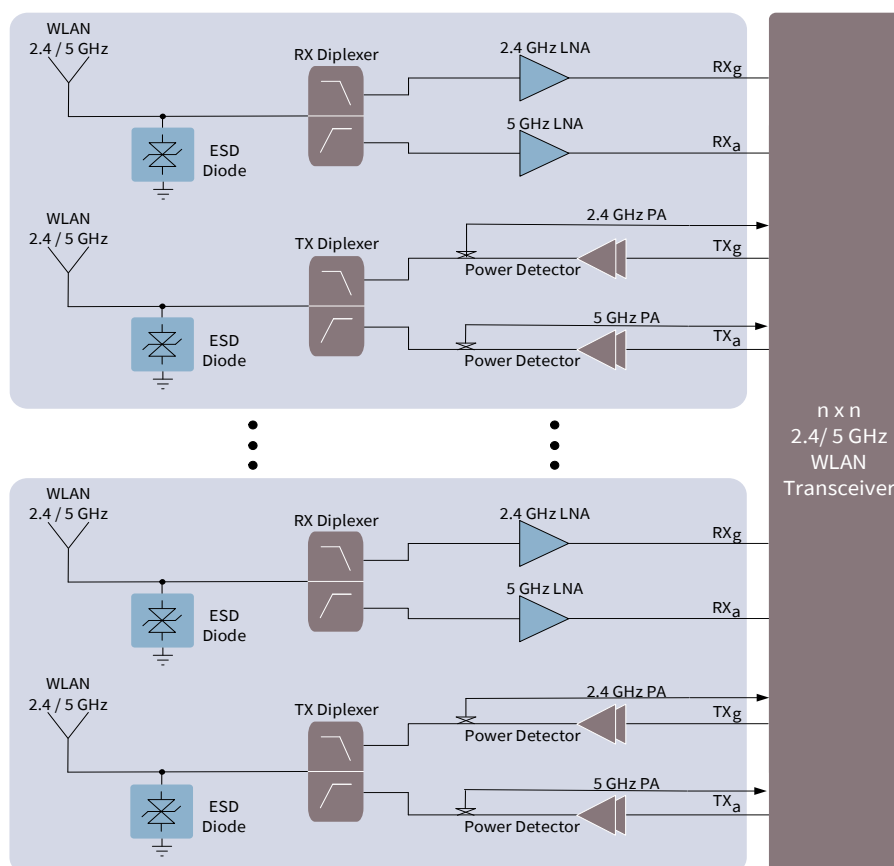 WLAN
2.4 / 5 GHz
RX Diplexer
2.4 GHz LNA
RXg
5 GHz LNA
RXa
ESD
Diode
WLAN
2.4 / 5 GHz
TX Diplexer
2.4 GHz PA
TXg
Power Detector
5 GHz PA
TXa
Power Detector
ESD
Diode
n x n
2.4/ 5 GHz
WLAN
Transceiver
WLAN
2.4 / 5 GHz
RX Diplexer
2.4 GHz LNA
RXg
5 GHz LNA
RXa
ESD
Diode
WLAN
2.4 / 5 GHz
TX Diplexer
2.4 GHz PA
TXg
Power Detector
5 GHz PA
TXa
Power Detector
ESD
Diode